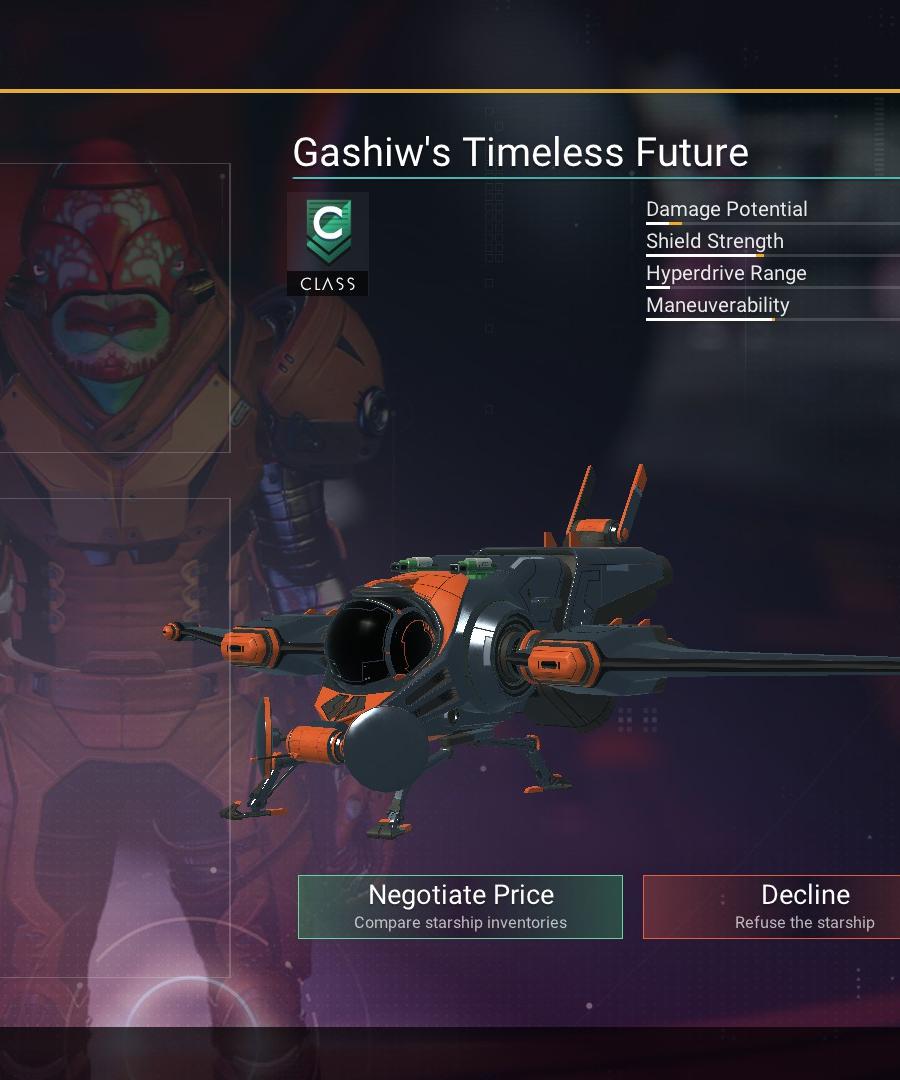 Gashiw's Timeless Future
C
CLASS
Damage Potential
Shield Strength
Hyperdrive Range
Maneuverability
Negotiate Price
Compare starship inventories
Decline
Refuse the starship